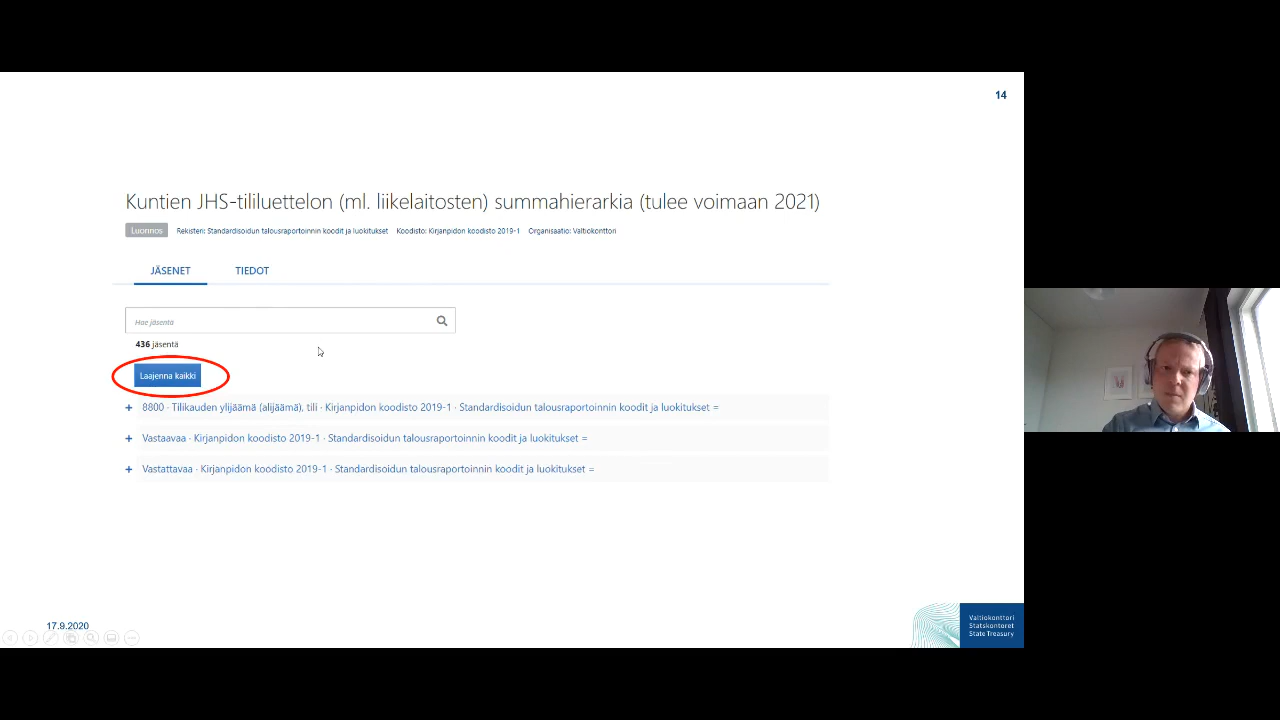 14
Kuntien JHS-tililuettelon (ml. liikelaitosten) summahierarkia (tulee voimaan 2021)
Luonnos Rekisteri: Standardisoidun talousraportoinnin koodit ja luokitukset Koodisto: Kirjanpidon koodisto 2019-1 Organisaatio: Valtiokonttori
JÄSENET TIEDOT
Hae jäsentä
436 jäsentä
Laajenna kaikki
+ 8800 · Tilikauden ylijäämä (alijäämä), tili · Kirjanpidon koodisto 2019-1 · Standardisoidun talousraportoinnin koodit ja luokitukset =
+ Vastaavaa · Kirjanpidon koodisto 2019-1 · Standardisoidun talousraportoinnin koodit ja luokitukset =
+ Vastattavaa · Kirjanpidon koodisto 2019-1 · Standardisoidun talousraportoinnin koodit ja luokitukset =
17.9.2020
Valtiokonttori
Statskontoret
State Treasury